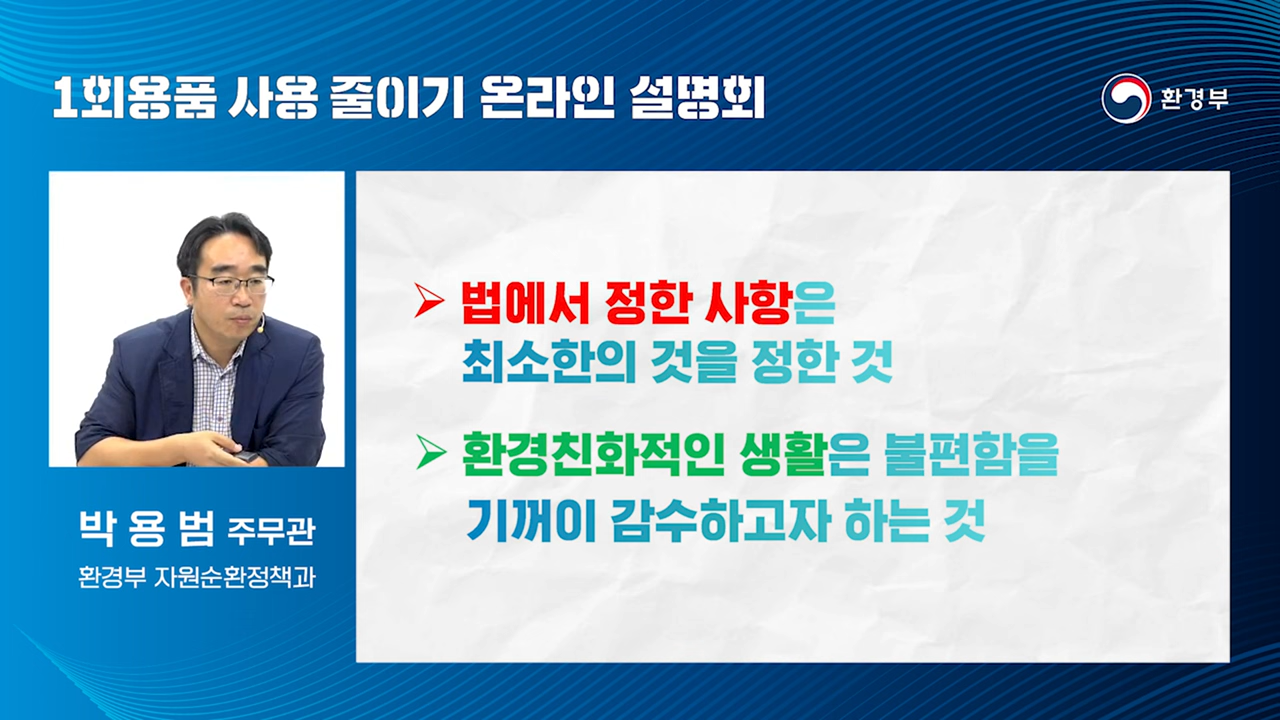 1회용품 사용 줄이기 온라인 설명회
환경부
➢ 법에서 정한 사항은
최소한의 것을 정한 것
➢ 환경친화적인 생활은 불편함을
기꺼이 감수하고자 하는 것
박용범 주무관
환경부 자원순환정책과